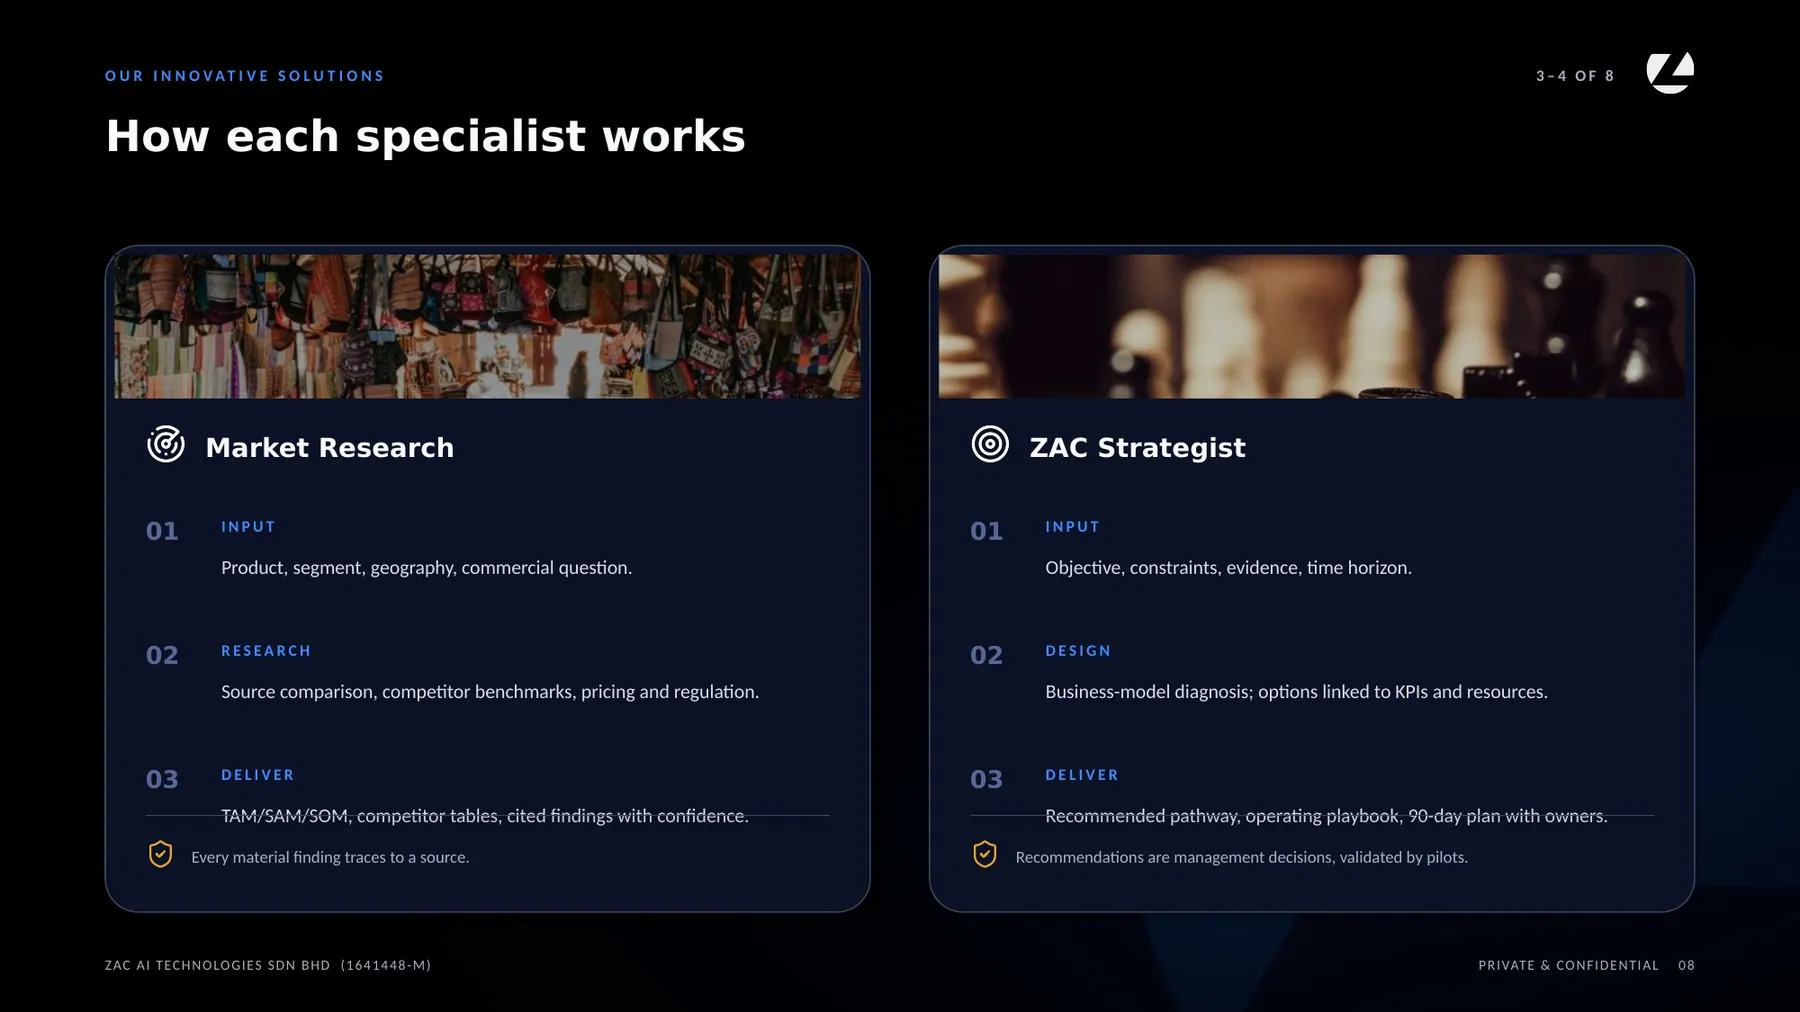 OUR INNOVATIVE SOLUTIONS
3–4 OF 8
How each specialist works
Market Research
01
INPUT
Product, segment, geography, commercial question.
02
RESEARCH
Source comparison, competitor benchmarks, pricing and regulation.
03
DELIVER
TAM/SAM/SOM, competitor tables, cited findings with confidence.
Every material finding traces to a source.
ZAC Strategist
01
INPUT
Objective, constraints, evidence, time horizon.
02
DESIGN
Business-model diagnosis; options linked to KPIs and resources.
03
DELIVER
Recommended pathway, operating playbook, 90-day plan with owners.
Recommendations are management decisions, validated by pilots.
ZAC AI TECHNOLOGIES SDN BHD (1641448-M)
PRIVATE & CONFIDENTIAL 08